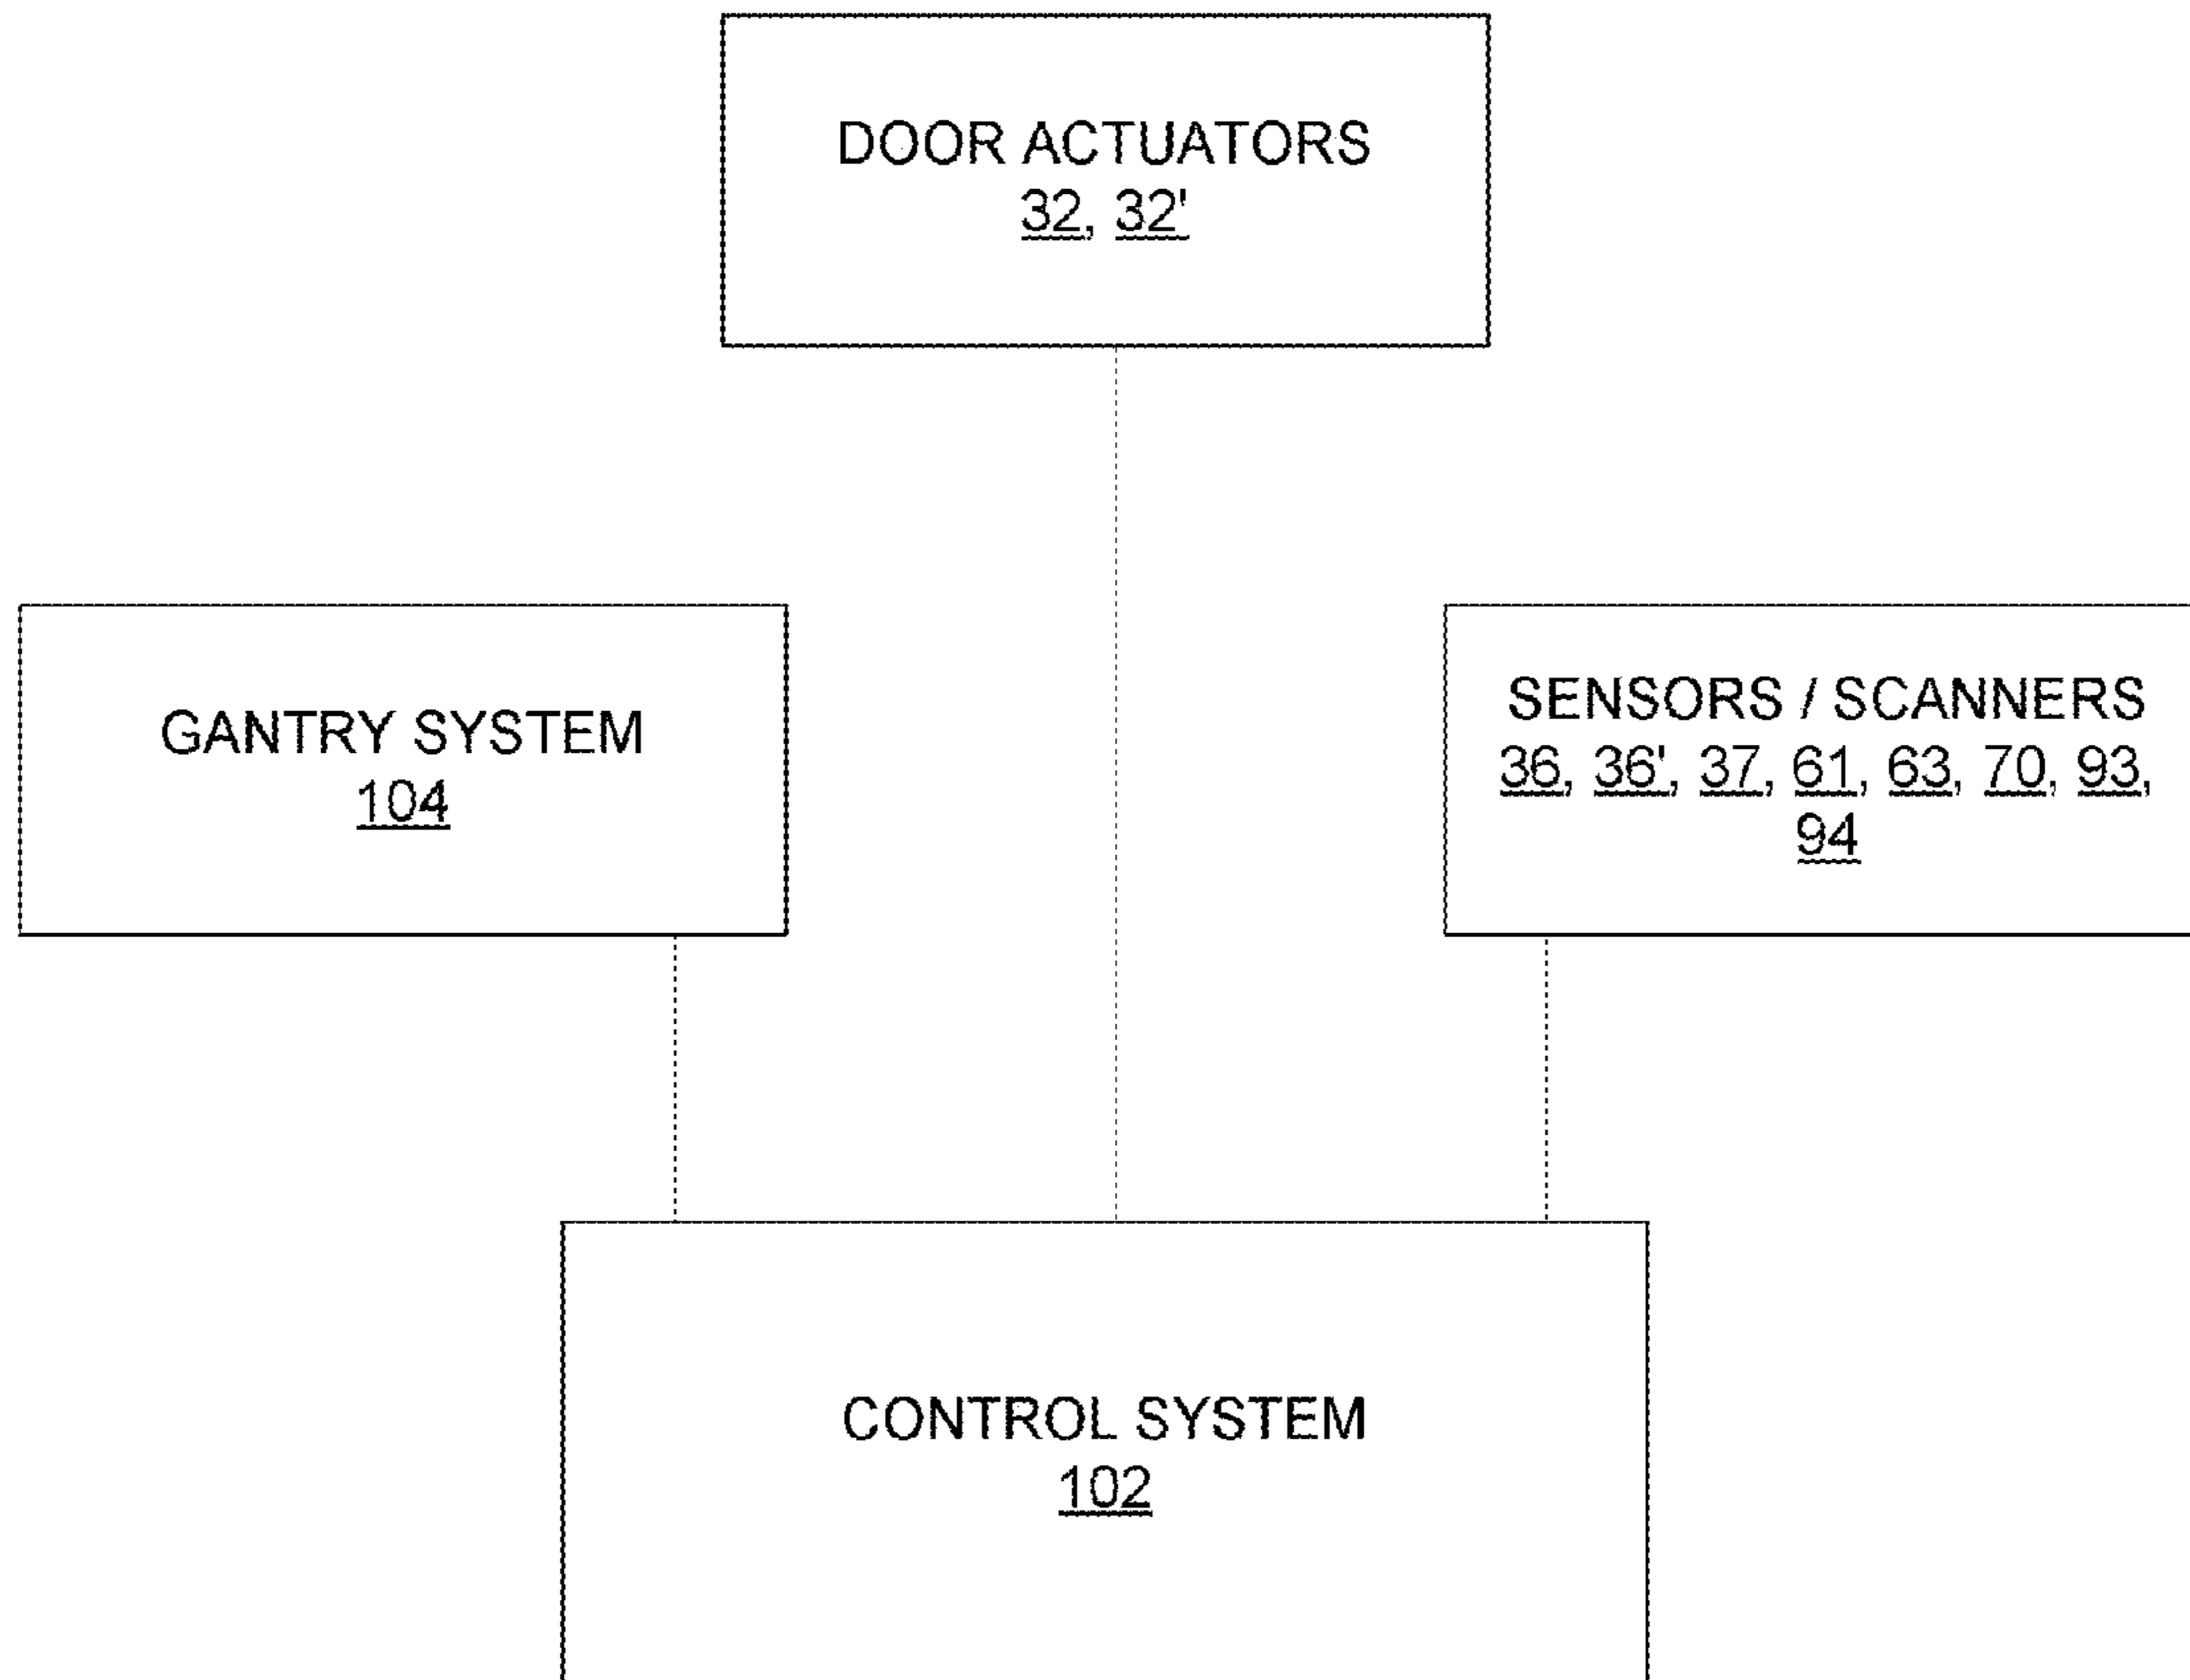 DOOR ACTUATORS
32, 32'
GANTRY SYSTEM
104
SENSORS / SCANNERS
36, 36', 37, 61, 63, 70, 93,
94
CONTROL SYSTEM
102